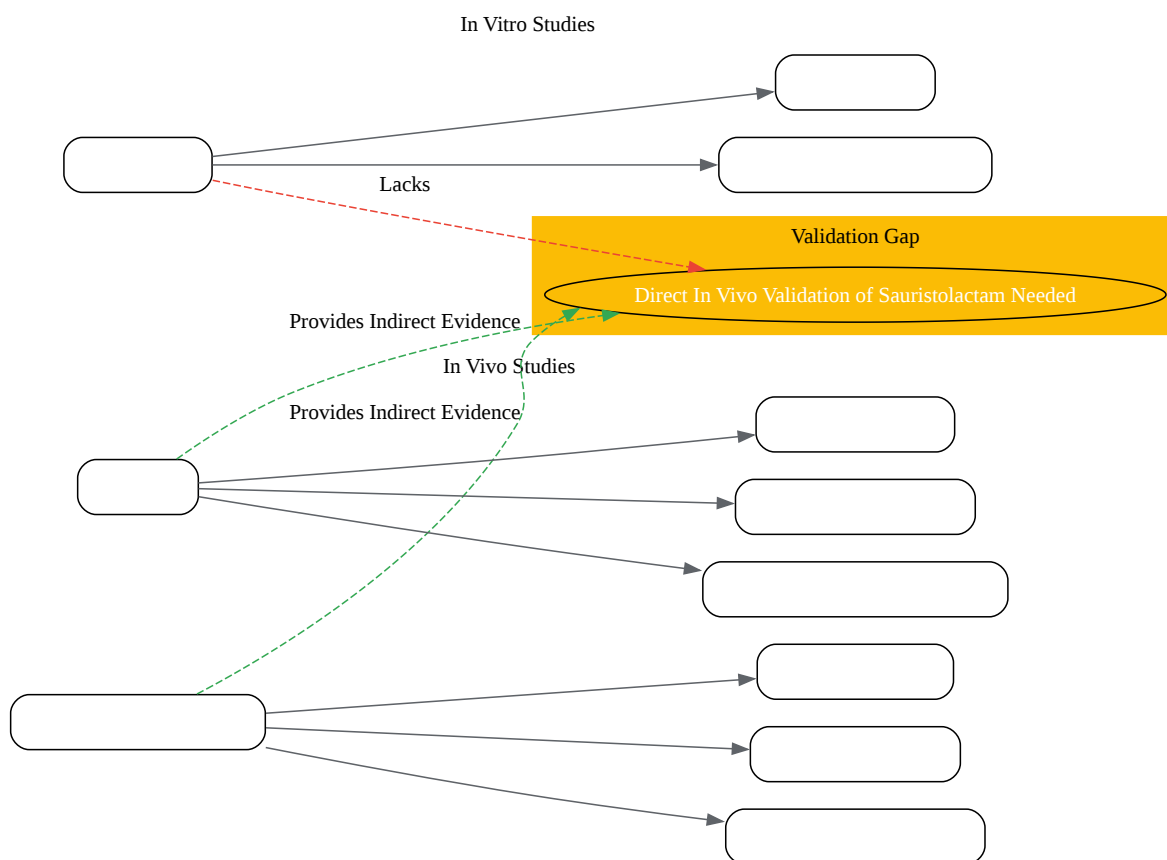 In Vitro Studies
Lacks
Validation Gap
Direct In Vivo Validation of Sauristolactam Needed
Provides Indirect Evidence
In Vivo Studies
Provides Indirect Evidence